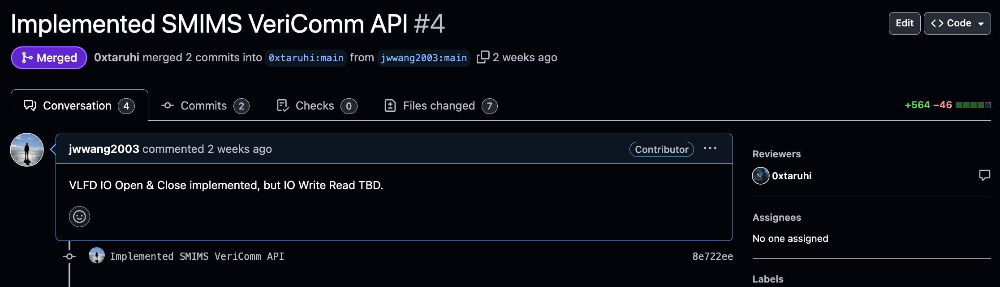 Implemented SMIMS VeriComm API #4
Edit
Code
Merged
0xtaruhi merged 2 commits into 0xtaruhi:main from jwwang2003:main 2 weeks ago
Conversation 4
Commits 2
Checks 0
Files changed 7
+564 −46
jwwang2003 commented 2 weeks ago
Contributor
VLFD IO Open & Close implemented, but IO Write Read TBD.
Implemented SMIMS VeriComm API
8e722ee
Reviewers
0xtaruhi
Assignees
No one assigned
Labels